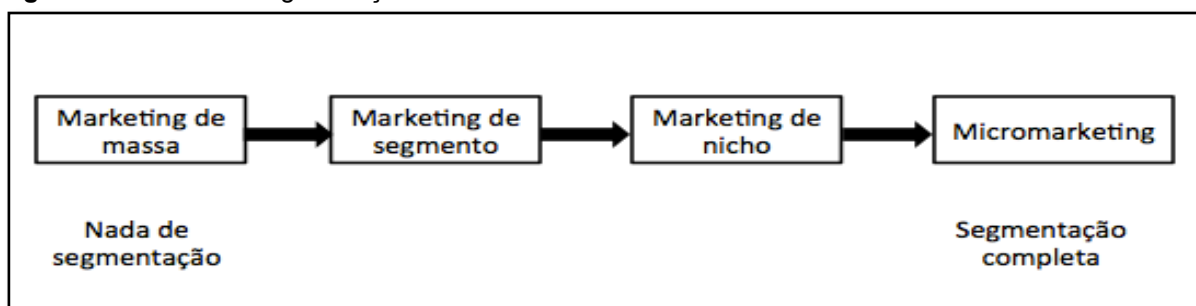 Marketing de
massa
Marketing de
segmento
Marketing de
nicho
Micromarketing
Nada de
segmentação
Segmentação
completa